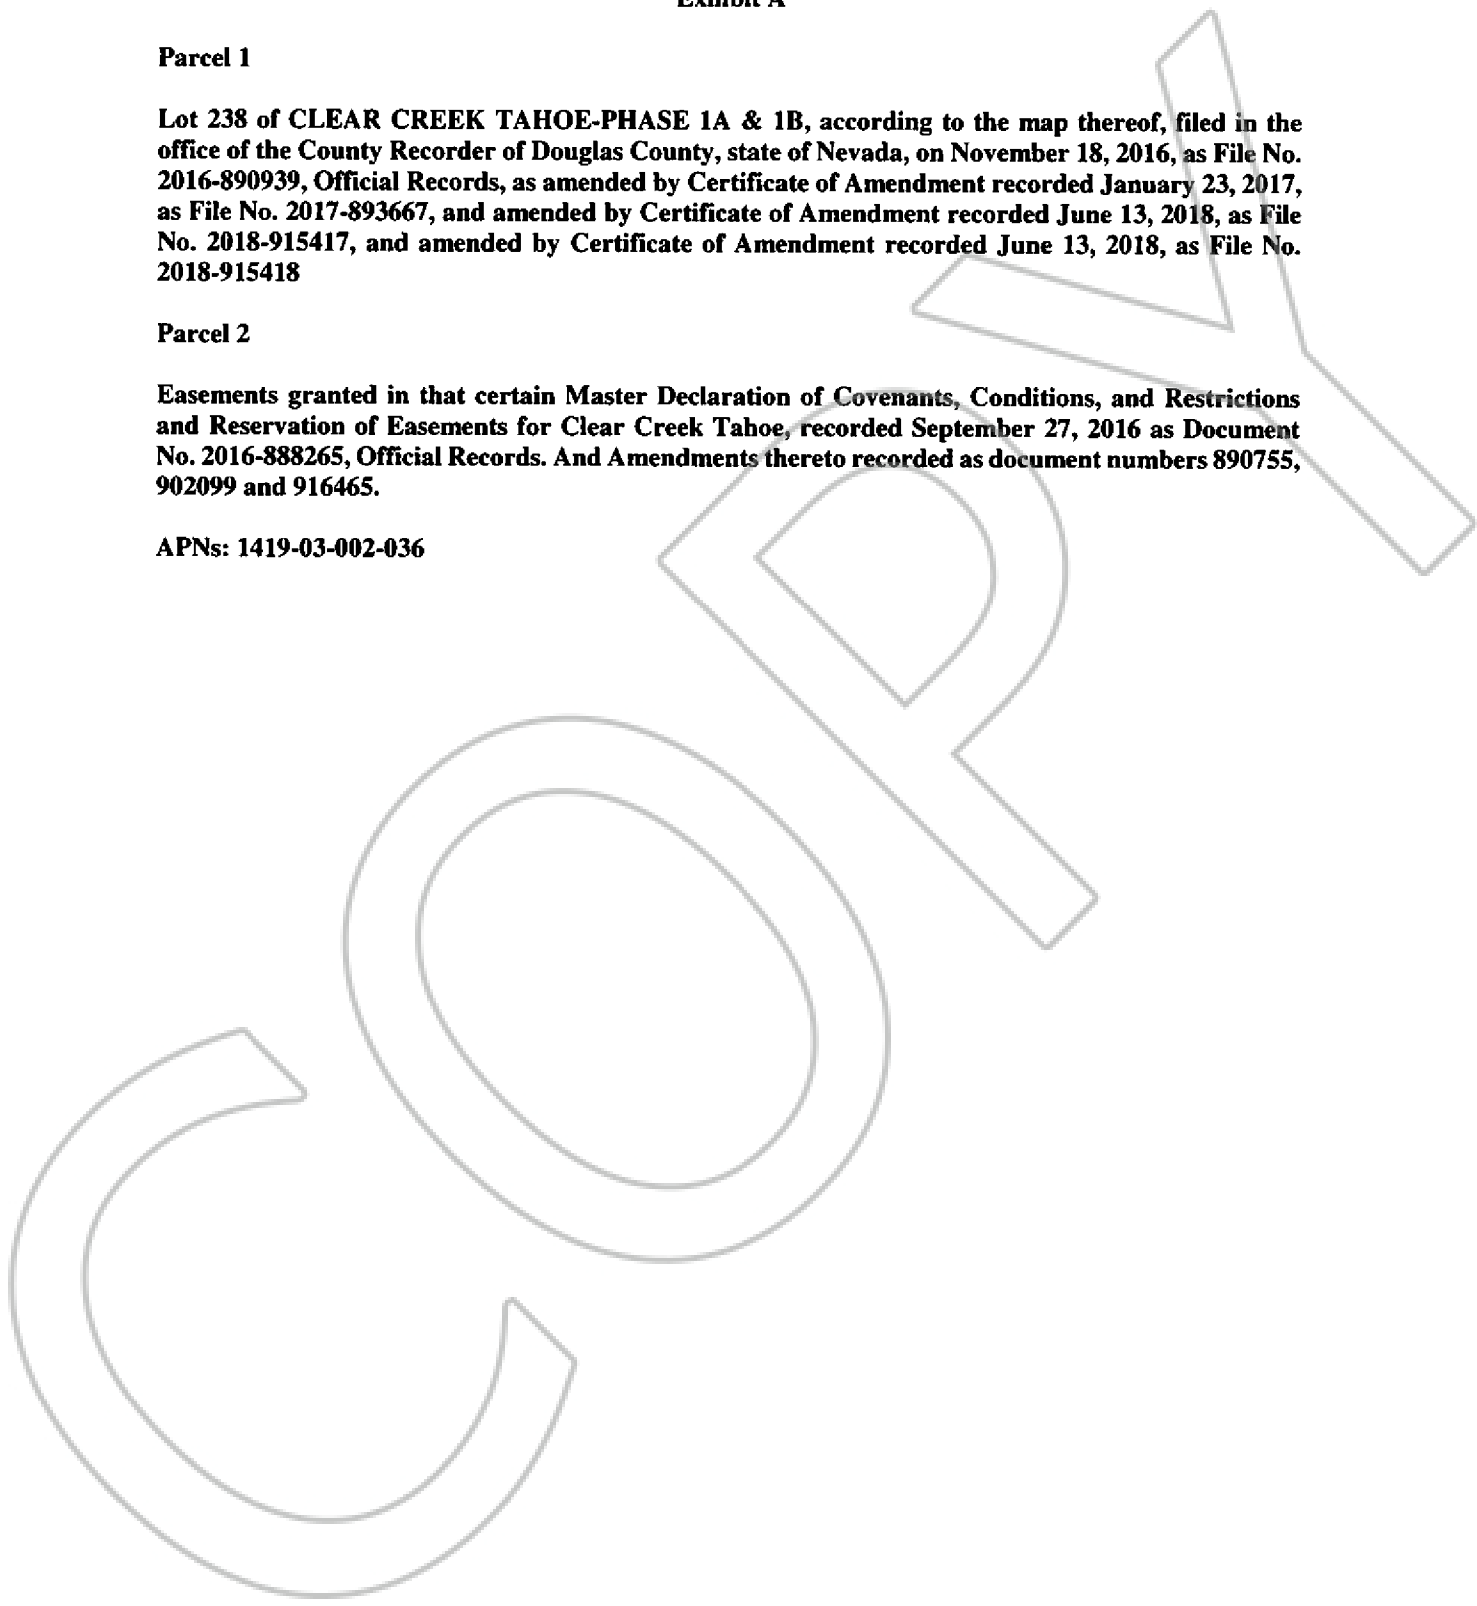 Exhibit A
Parcel 1
Lot 238 of CLEAR CREEK TAHOE-PHASE 1A & 1B, according to the map thereof, filed in the
office of the County Recorder of Douglas County, state of Nevada, on November 18, 2016, as File No.
2016-890939, Official Records, as amended by Certificate of Amendment recorded January 23, 2017,
as File No. 2017-893667, and amended by Certificate of Amendment recorded June 13, 2018, as File
No. 2018-915417, and amended by Certificate of Amendment recorded June 13, 2018, as File No.
2018-915418
Parcel 2
Easements granted in that certain Master Declaration of Covenants, Conditions, and Restrictions
and Reservation of Easements for Clear Creek Tahoe, recorded September 27, 2016 as Document
No. 2016-888265, Official Records. And Amendments thereto recorded as document numbers 890755,
902099 and 916465.
APNs: 1419-03-002-036
COPY